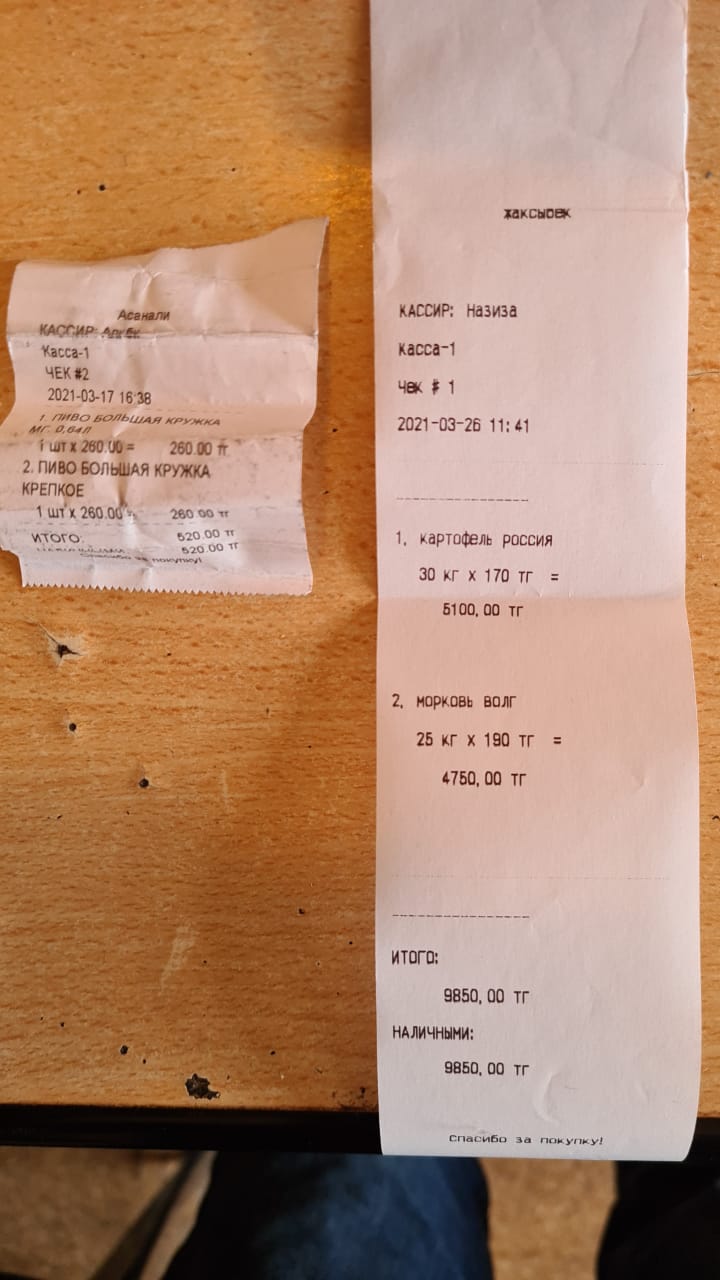 Асанали
КАССИР:
Касса-1
ЧЕК #2
2021-03-17 16:38
1. ПИВО БОЛЬШАЯ КРУЖКА
МГ. 0,64Л
1 шт x 260.00 = 260.00 тг
2. ПИВО БОЛЬШАЯ КРУЖКА
КРЕПКОЕ
1 шт x 260.00 = 260.00 тг
ИТОГО: 520.00 тг
520.00 тг
Спасибо за покупку!
жаксыбек
КАССИР: Назиза
касса-1
Чек # 1
2021-03-26 11:41
1, картофель россия
30 кг x 170 тг =
5100,00 тг
2, морковь волг
25 кг x 190 тг =
4750,00 тг
ИТОГО:
9850,00 тг
НАЛИЧНЫМИ:
9850,00 тг
Спасибо за покупку!